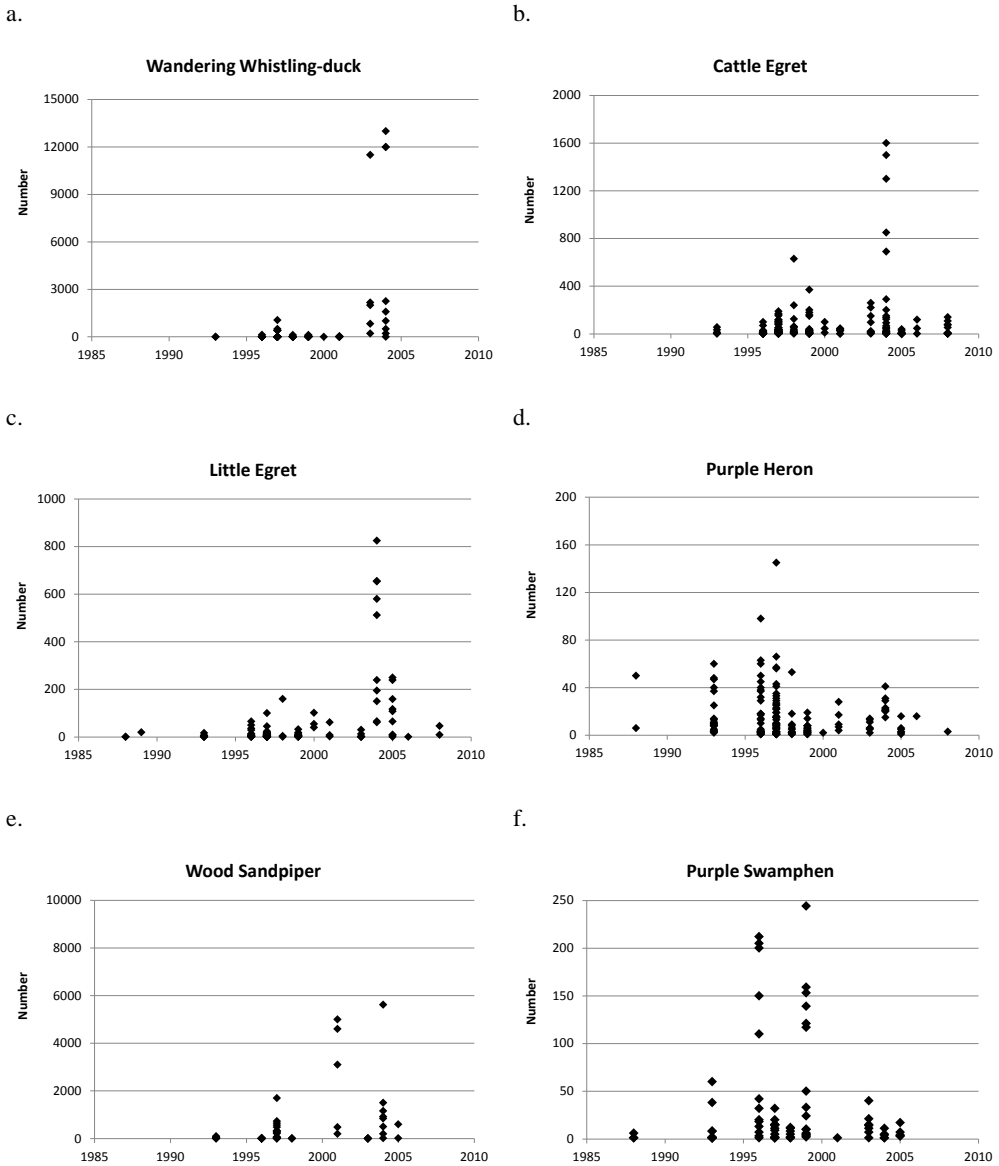 a.
Wandering Whistling-duck
Number
15000
12000
9000
6000
3000
0
1985 1990 1995 2000 2005 2010
b.
Cattle Egret
Number
2000
1600
1200
800
400
0
1985 1990 1995 2000 2005 2010
c.
Little Egret
Number
1000
800
600
400
200
0
1985 1990 1995 2000 2005 2010
d.
Purple Heron
Number
200
160
120
80
40
0
1985 1990 1995 2000 2005 2010
e.
Wood Sandpiper
Number
10000
8000
6000
4000
2000
0
1985 1990 1995 2000 2005 2010
f.
Purple Swamphen
Number
250
200
150
100
50
0
1985 1990 1995 2000 2005 2010